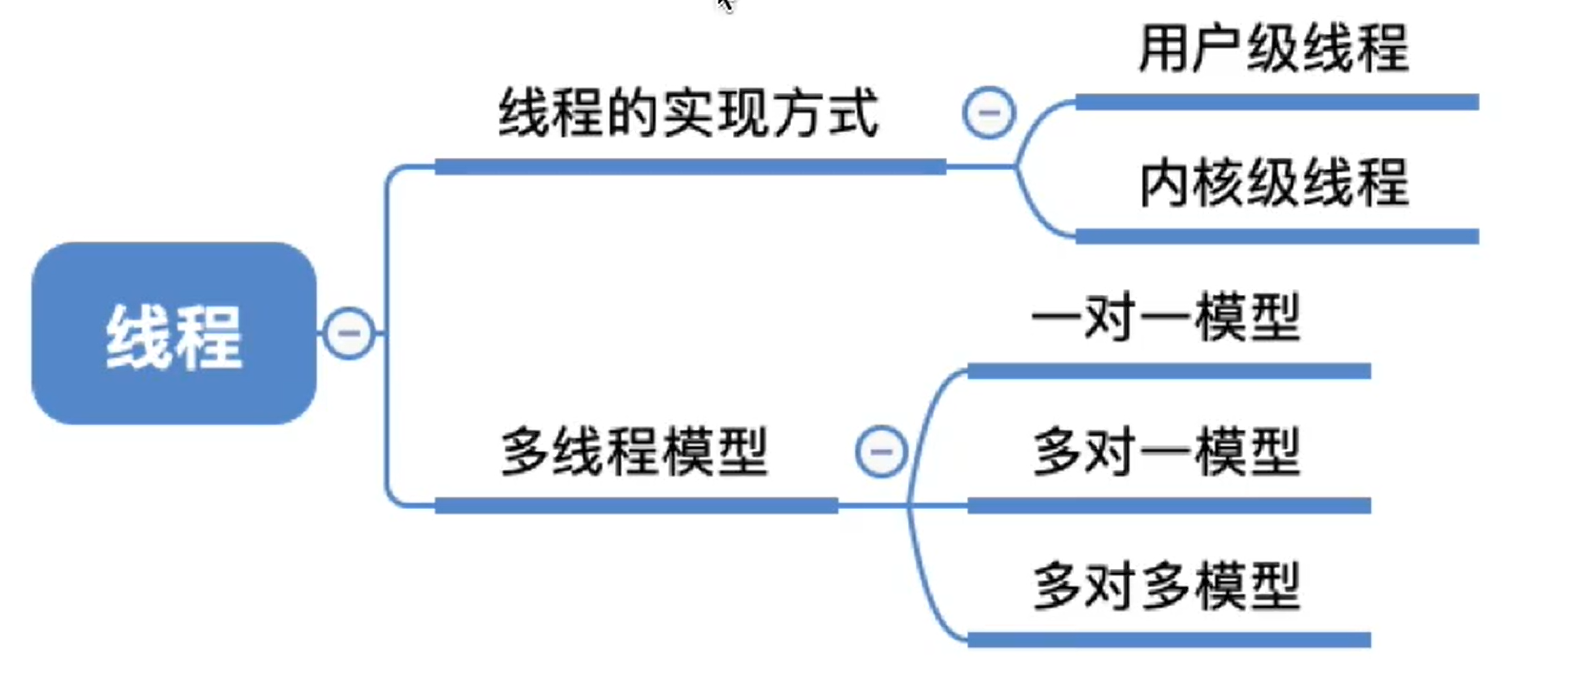 线程
线程的实现方式
用户级线程
内核级线程
多线程模型
一对一模型
多对一模型
多对多模型